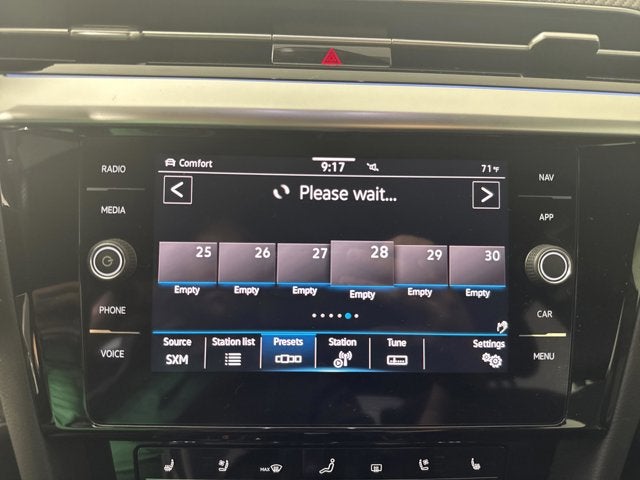 RADIO
MEDIA
PHONE
VOICE
Comfort 9:17 71°F
Please wait...
25 26 27 28 29 30
Empty Empty Empty Empty Empty Empty
Source Station list Presets Station Tune Settings
SXM
NAV
APP
CAR
MENU
MAX